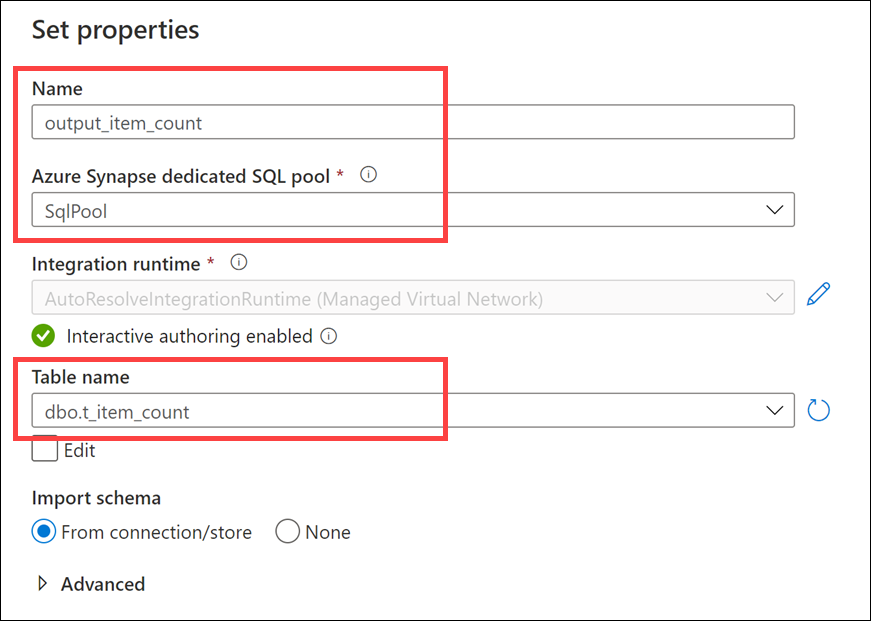 Set properties
Name
output_item_count
Azure Synapse dedicated SQL pool *
SqlPool
Integration runtime *
AutoResolveIntegrationRuntime (Managed Virtual Network)
Interactive authoring enabled
Table name
dbo.t_item_count
Edit
Import schema
From connection/store None
Advanced